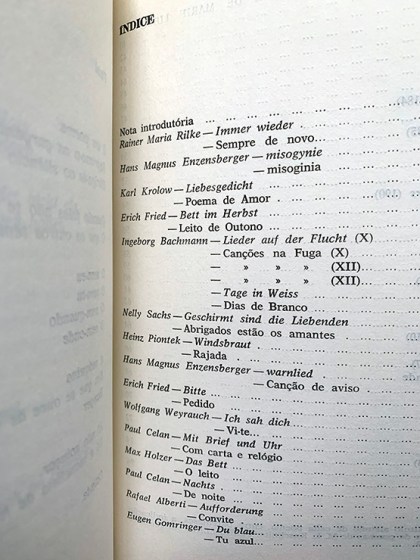 INDICE
Nota introdutória ... ... ... ... ... ... ... ...
Rainer Maria Rilke — Immer wieder .
— Sempre de novo...
Hans Magnus Enzensberger — misogynie
— misoginia
Karl Krolow — Liebesgedicht ... ...
— Poema de Amor ... ...
Erich Fried — Bett im Herbst ... ...
— Leito de Outono ... ...
Ingeborg Bachmann — Lieder auf der Flucht (X)
— Canções na Fuga (X)
— » » » (XII)
— » » » (XII)
— Tage in Weiss ... ...
— Dias de Branco ... ...
Nelly Sachs — Geschirmt sind die Liebenden
— Abrigados estão os amantes
Heinz Piontek — Windsbraut ... ...
— Rajada . ... ...
Hans Magnus Enzensberger — warnlied .
— Canção de aviso
Erich Fried — Bitte ... ...
— Pedido ... ...
Wolfgang Weyrauch — Ich sah dich ...
— Vi-te... ... ...
Paul Celan — Mit Brief und Uhr ...
— Com carta e relógio
Max Holzer — Das Bett ... ...
— O leito ... ...
Paul Celan — Nachts . ... ...
— De noite ... ...
Rafael Alberti — Aufforderung ...
— Convite . ... ...
Eugen Gomringer — Du blau... ...
— Tu azul... ...